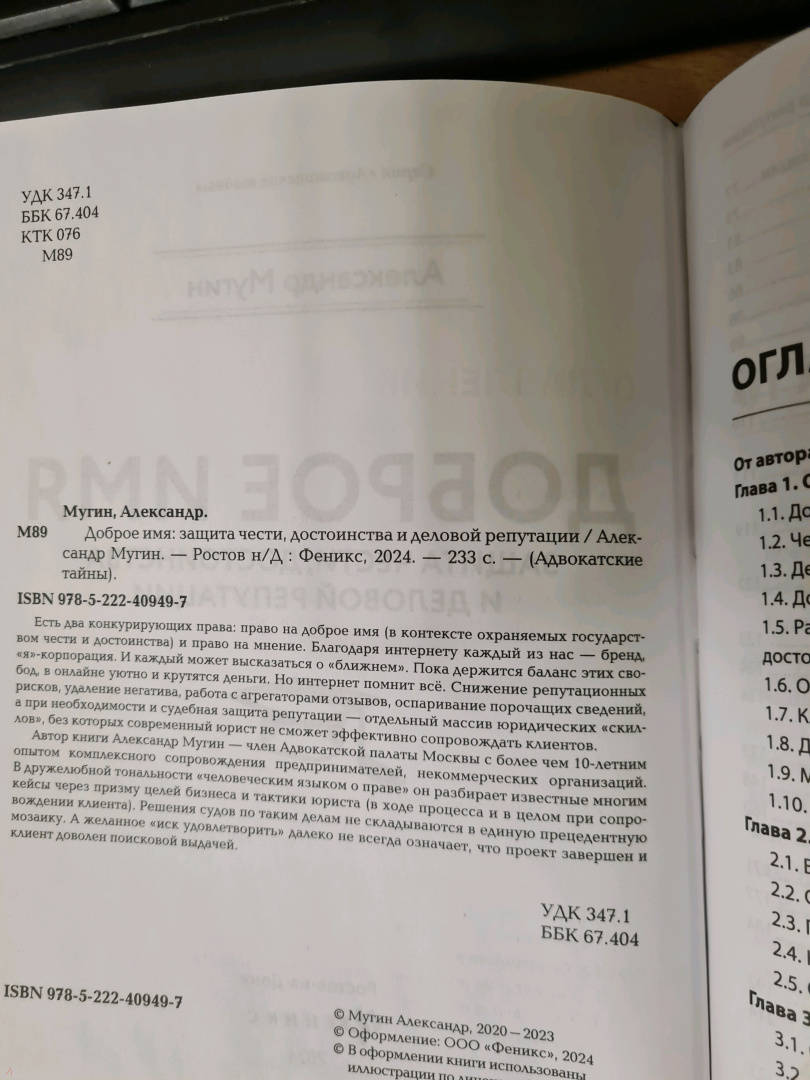 УДК 347.1
ББК 67.404
КТК 076
М89
Мугин, Александр.
М89 Доброе имя: защита чести, достоинства и деловой репутации / Алек-
сандр Мугин. — Ростов н/Д : Феникс, 2024. — 233 с. — (Адвокатские
тайны).
ISBN 978-5-222-40949-7
Есть два конкурирующих права: право на доброе имя (в контексте охраняемых государст-
вом чести и достоинства) и право на мнение. Благодаря интернету каждый из нас — бренд,
«я»-корпорация. И каждый может высказаться о «ближнем». Пока держится баланс этих сво-
бод, в онлайне уютно и крутятся деньги. Но интернет помнит всё. Снижение репутационных
рисков, удаление негатива, работа с агрегаторами отзывов, оспаривание порочащих сведений,
а при необходимости и судебная защита репутации — отдельный массив юридических «скил-
лов», без которых современный юрист не сможет эффективно сопровождать клиентов.
Автор книги Александр Мугин — член Адвокатской палаты Москвы с более чем 10-летним
опытом комплексного сопровождения предпринимателей, некоммерческих организаций.
В дружелюбной тональности «человеческим языком о праве» он разбирает известные многим
кейсы через призму целей бизнеса и тактики юриста (в ходе процесса и в целом при сопро-
вождении клиента). Решения судов по таким делам не складываются в единую прецедентную
мозаику. А желанное «иск удовлетворить» далеко не всегда означает, что проект завершен и
клиент доволен поисковой выдачей.
УДК 347.1
ББК 67.404
ISBN 978-5-222-40949-7
© Мугин Александр, 2020—2023
© Оформление: ООО «Феникс», 2024
© В оформлении книги использованы
иллюстрации по
ОГЛ
От автора
Глава 1.
1.1.
1.2.
1.3.
1.4.
1.5.
досто
1.6.
1.7.
1.8.
1.9.
1.10.
Глава 2.
2.1.
2.2.
2.3.
2.4.
2.5.
Глава 3
3.1.
3.2